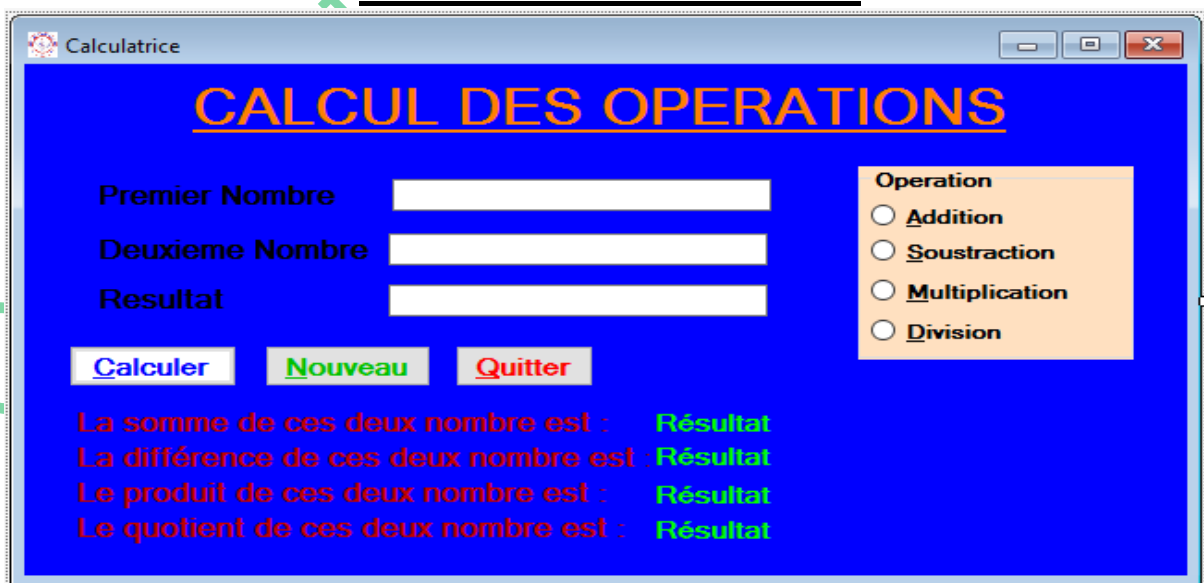 Calculatrice
CALCUL DES OPERATIONS
Premier Nombre
Deuxieme Nombre
Resultat
Operation
Addition
Soustraction
Multiplication
Division
Calculer Nouveau Quitter
La somme de ces deux nombre est : Résultat
La différence de ces deux nombre est : Résultat
Le produit de ces deux nombre est : Résultat
Le quotient de ces deux nombre est : Résultat